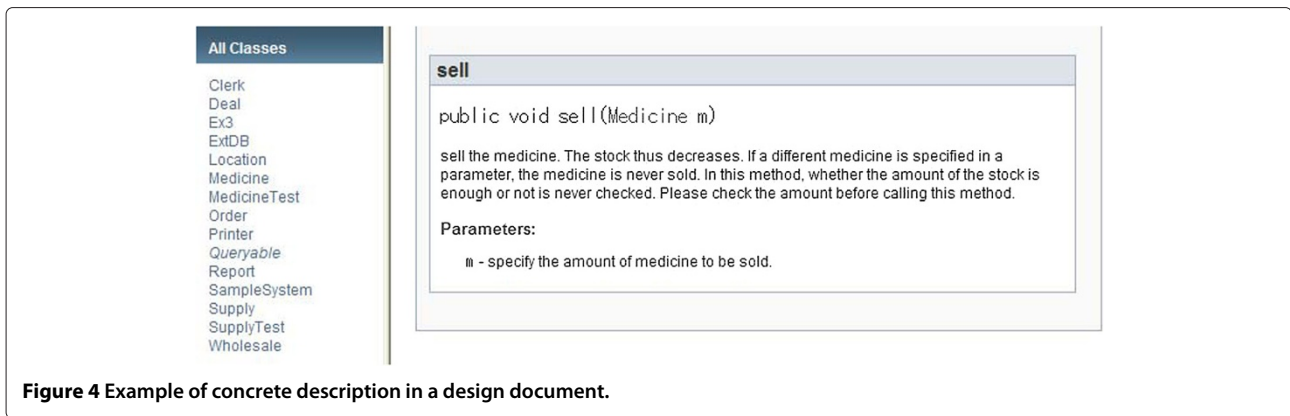 All Classes
Clerk
Deal
Ex3
ExtDB
Location
Medicine
MedicineTest
Order
Printer
Queryable
Report
SampleSystem
Supply
SupplyTest
Wholesale
sell
public void sell(Medicine m)
sell the medicine. The stock thus decreases. If a different medicine is specified in a
parameter, the medicine is never sold. In this method, whether the amount of the stock is
enough or not is never checked. Please check the amount before calling this method.
Parameters:
m - specify the amount of medicine to be sold.
Figure 4 Example of concrete description in a design document.